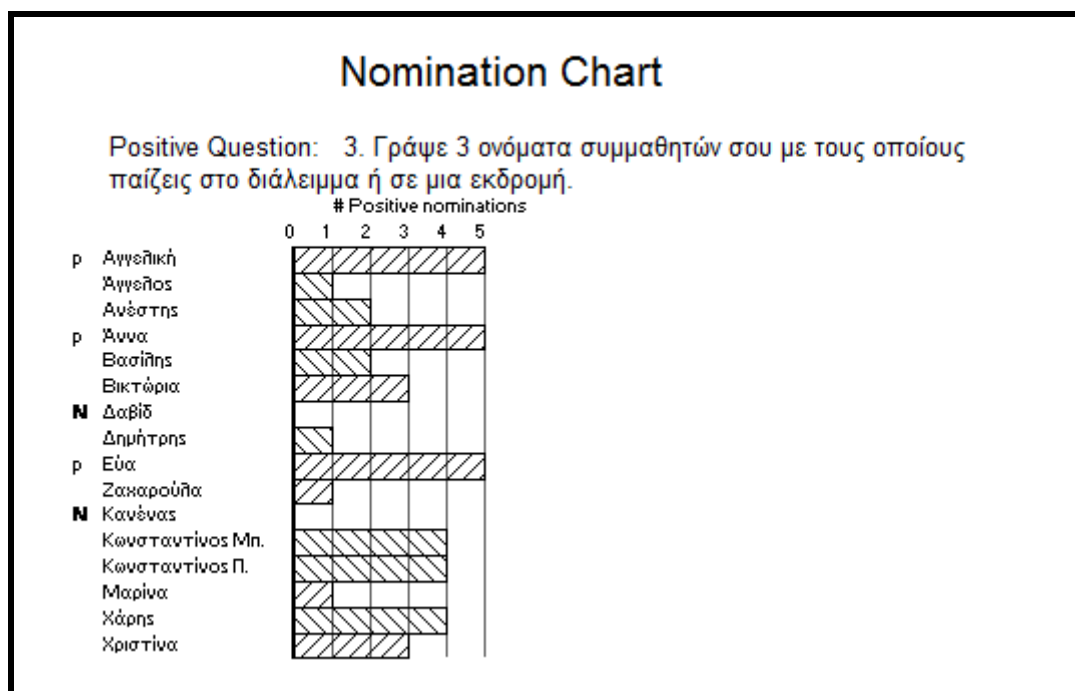 Nomination Chart
Positive Question: 3. Γράψε 3 ονόματα συμμαθητών σου με τους οποίους
παίζεις στο διάλειμμα ή σε μια εκδρομή.
# Positive nominations
0 1 2 3 4 5
p Αγγελική
Άγγελος
Ανέστης
p Άννα
Βασίλης
Βικτώρια
N Δαβίδ
Δημήτρης
p Εύα
Ζαχαρούλα
N Κανένας
Κωνσταντίνος Μπ.
Κωνσταντίνος Π.
Μαρίνα
Χάρης
Χριστίνα